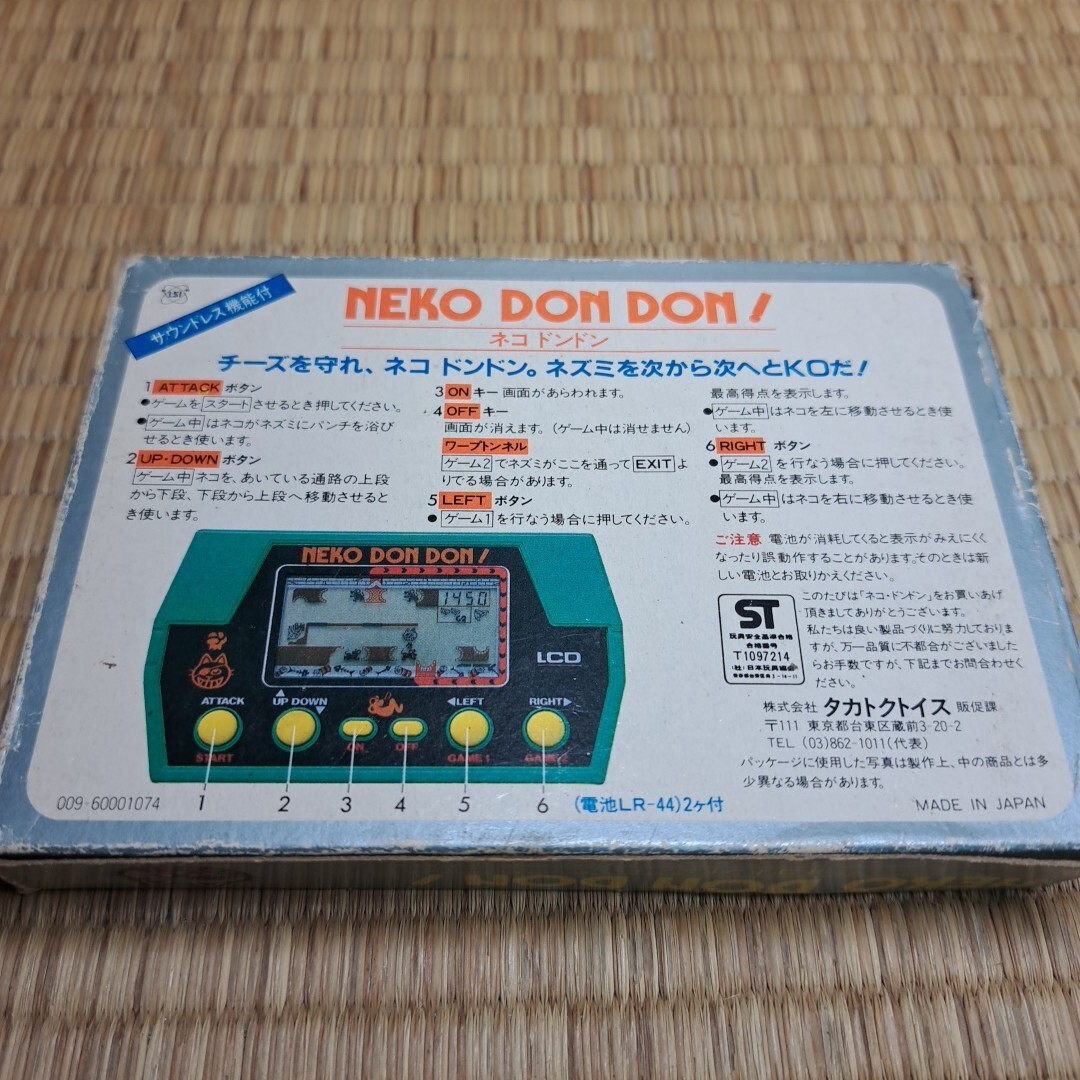 LSI
サウンドレス機能付
NEKO DON DON!
ネコ ドンドン
チーズを守れ、ネコ ドンドン。ネズミを次から次へとKOだ!
1 ATTACK ボタン
●ゲームをスタートさせるとき押してください。
●ゲーム中はネコがネズミにパンチを浴び
せるとき使います。
2 UP・DOWN ボタン
ゲーム中ネコを、あいている通路の上段
から下段、下段から上段へ移動させると
き使います。
3 ON キー 画面があらわれます。
4 OFF キー
画面が消えます。(ゲーム中は消せません)
ワープトンネル
ゲーム2でネズミがここを通ってEXITよ
りでる場合があります。
5 LEFT ボタン
●ゲーム1を行なう場合に押してください。
最高得点を表示します。
●ゲーム中はネコを左に移動させるとき使
います。
6 RIGHT ボタン
●ゲーム2を行なう場合に押してください。
最高得点を表示します。
●ゲーム中はネコを右に移動させるとき使
います。
ご注意 電池が消耗してくると表示がみえにくく
なったり誤動作することがあります。そのときは新
しい電池とお取りかえください。
ST
玩具安全基準合格
合格番号
T1097214
(社)日本玩具協会
このたびは「ネコ・ドンドン」をお買いあげ
頂きましてありがとうございます。
私たちは良い製品づくりに努力しておりま
すが、万一品質に不都合がございました
らお手数ですが、下記までお問合わせく
ださい。
株式会社 タカトクトイス 販促課
〒111 東京都台東区蔵前3-20-2
TEL (03)862-1011(代表)
パッケージに使用した写真は製作上、中の商品とは多
少異なる場合があります。
NEKO DON DON!
1450
LCD
ATTACK
▲
UP DOWN
▼
◀LEFT
RIGHT▶
START
ON
OFF
GAME 1
GAME 2
1 2 3 4 5 6
009-60001074
(電池LR-44)2ヶ付
MADE IN JAPAN
NEKO DON DON!